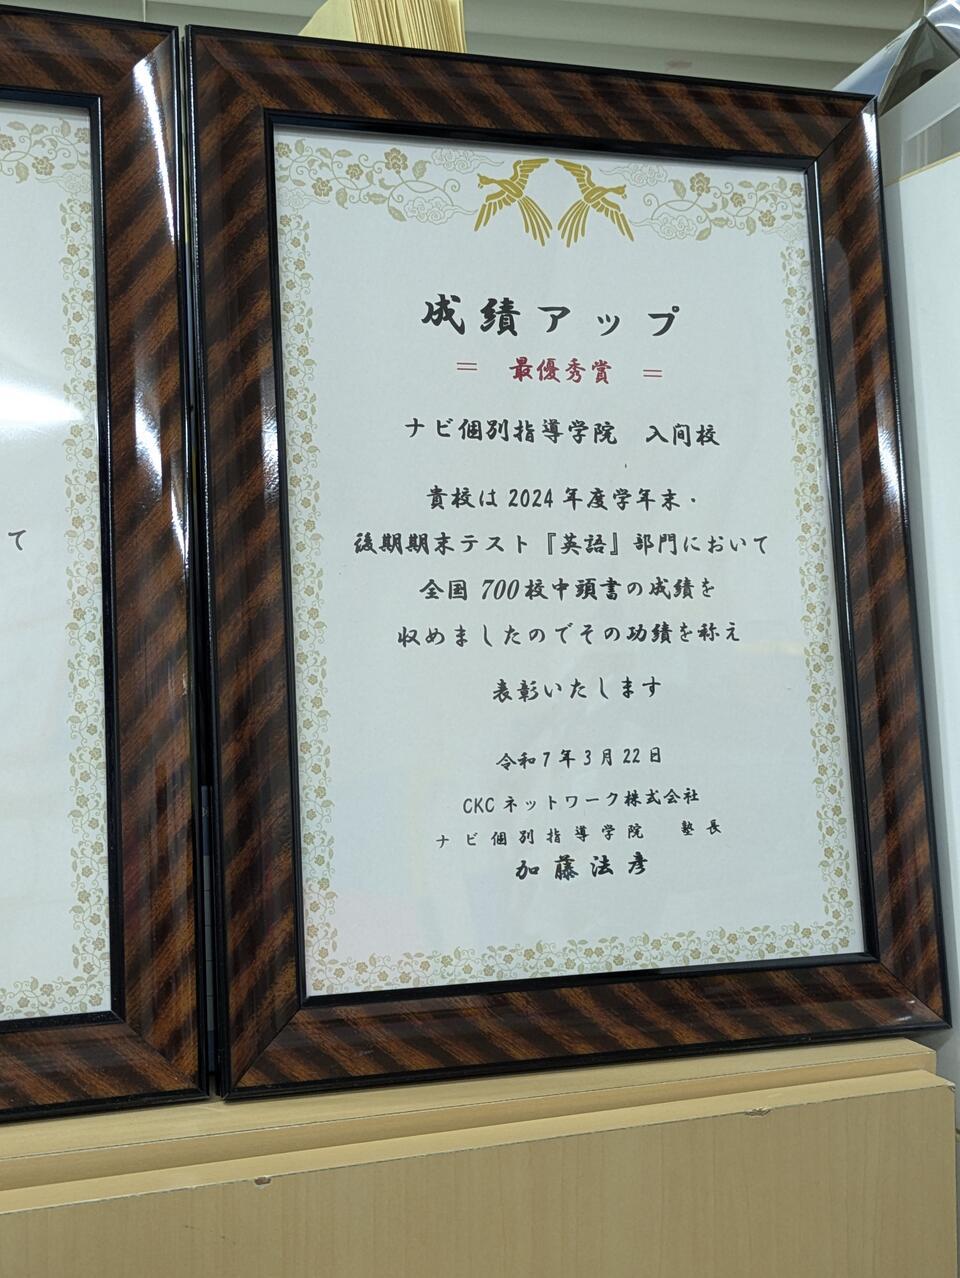 て
成績アップ
＝ 最優秀賞 ＝
ナビ個別指導学院 入间校
貴校は2024年度学年末・
後期期末テスト『英語』部門において
全国700校中頭書の成績を
収めましたのでその功績を称え
表彰いたします
令和7年3月22日
CKCネットワーク株式会社
ナビ個別指導学院 塾長
加藤法彦